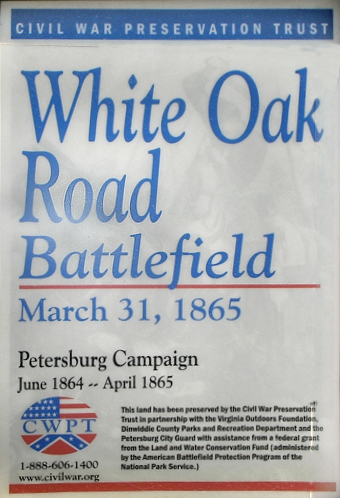 CIVIL WAR PRESERVATION TRUST
White Oak
Road
Battlefield
March 31, 1865
Petersburg Campaign
June 1864 -- April 1865
CWPT
1-888-606-1400
www.civilwar.org
This land has been preserved by the Civil War Preservation
Trust in partnership with the Virginia Outdoors Foundation,
Dinwiddie County Parks and Recreation Department and the
Petersburg City Guard with assistance from a federal grant
from the Land and Water Conservation Fund (administered
by the American Battlefield Protection Program of the
National Park Service.)